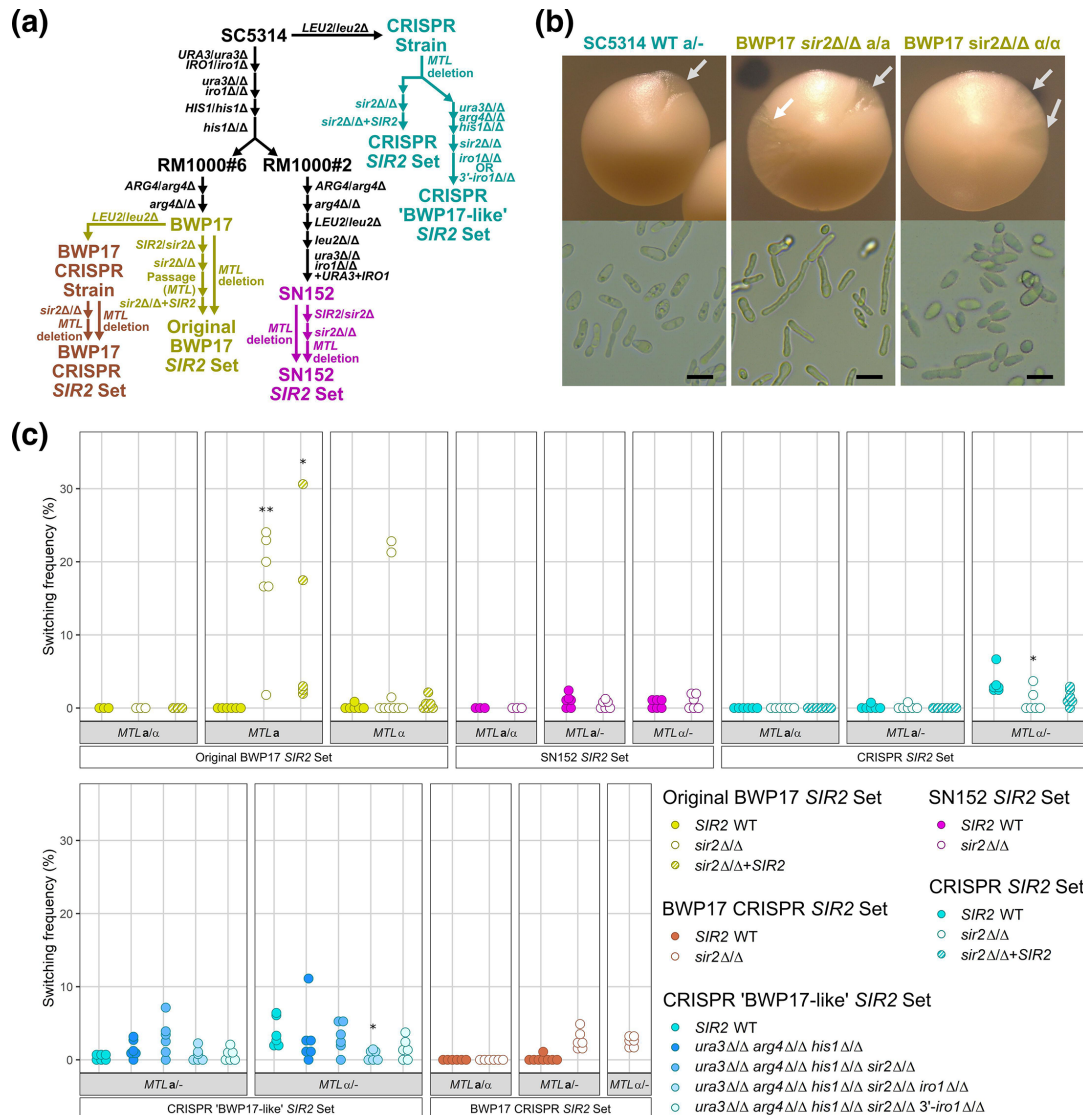 (a)
SC5314
LEU2/leu2Δ
CRISPR
Strain
URA3/ura3Δ
IRO1/iro1Δ
ura3Δ/Δ
iro1Δ/Δ
HIS1/his1Δ
his1Δ/Δ
MTL
deletion
sir2Δ/Δ
sir2Δ/Δ+SIR2
CRISPR
SIR2 Set
ura3Δ/Δ
arg4Δ/Δ
his1Δ/Δ
sir2Δ/Δ
iro1Δ/Δ
OR
3'-iro1Δ/Δ
CRISPR
'BWP17-like'
SIR2 Set
RM1000#6
RM1000#2
ARG4/arg4Δ
arg4Δ/Δ
LEU2/leu2Δ
BWP17
BWP17
CRISPR
Strain
sir2Δ/Δ
MTL
deletion
MTL
deletion
BWP17
CRISPR
SIR2 Set
SIR2/sir2Δ
sir2Δ/Δ
Passage
(MTL)
sir2Δ/Δ+SIR2
MTL
deletion
Original
BWP17
SIR2 Set
ARG4/arg4Δ
arg4Δ/Δ
LEU2/leu2Δ
leu2Δ/Δ
ura3Δ/Δ
iro1Δ/Δ
+URA3+IRO1
SN152
MTL
deletion
SIR2/sir2Δ
sir2Δ/Δ
MTL
deletion
SN152
SIR2 Set
(b)
SC5314 WT a/-
BWP17 sir2Δ/Δ a/a
BWP17 sir2Δ/Δ α/α
(c)
Switching frequency (%)
30
20
10
0
**
*
*
MTLa/α
MTLa
MTLα
MTLa/α
MTLa/-
MTLα/-
MTLa/α
MTLa/-
MTLα/-
Original BWP17 SIR2 Set
SN152 SIR2 Set
CRISPR SIR2 Set
Switching frequency (%)
30
20
10
0
*
MTLa/-
MTLα/-
MTLa/α
MTLa/-
MTLα/-
CRISPR 'BWP17-like' SIR2 Set
BWP17 CRISPR SIR2 Set
Original BWP17 SIR2 Set
SIR2 WT
sir2Δ/Δ
sir2Δ/Δ+SIR2
BWP17 CRISPR SIR2 Set
SIR2 WT
sir2Δ/Δ
SN152 SIR2 Set
SIR2 WT
sir2Δ/Δ
CRISPR SIR2 Set
SIR2 WT
sir2Δ/Δ
sir2Δ/Δ+SIR2
CRISPR 'BWP17-like' SIR2 Set
SIR2 WT
ura3Δ/Δ arg4Δ/Δ his1Δ/Δ
ura3Δ/Δ arg4Δ/Δ his1Δ/Δ sir2Δ/Δ
ura3Δ/Δ arg4Δ/Δ his1Δ/Δ sir2Δ/Δ iro1Δ/Δ
ura3Δ/Δ arg4Δ/Δ his1Δ/Δ sir2Δ/Δ 3'-iro1Δ/Δ